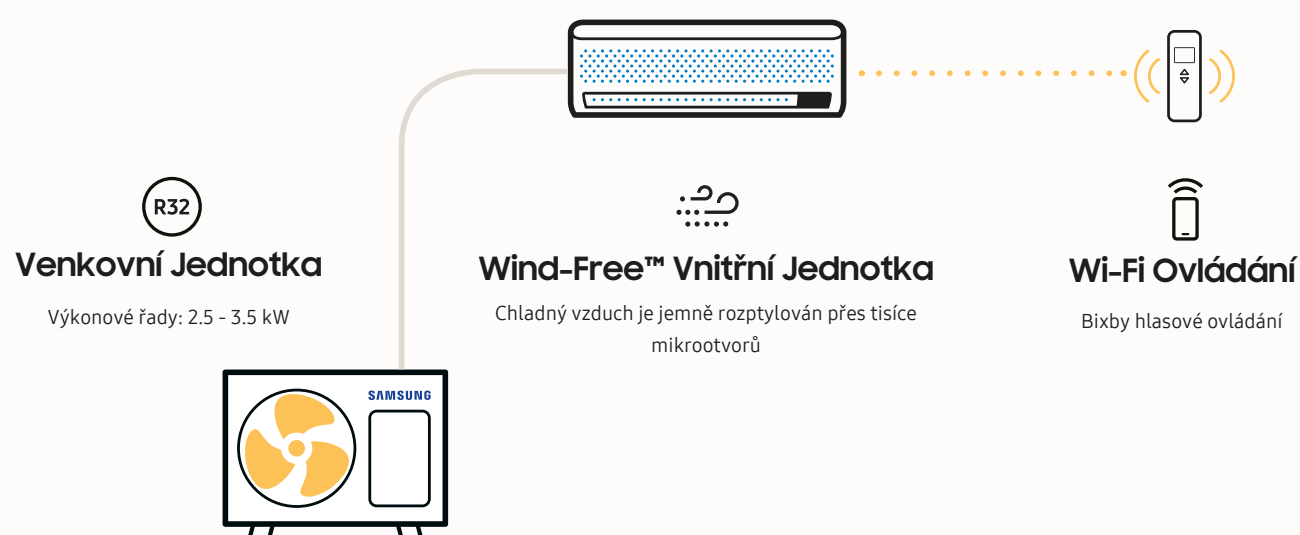 R32
Venkovní Jednotka
Výkonové řady: 2.5 - 3.5 kW
Wind-Free™ Vnitřní Jednotka
Chladný vzduch je jemně rozptylován přes tisíce
mikrootvorů
Wi-Fi Ovládání
Bixby hlasové ovládání
SAMSUNG